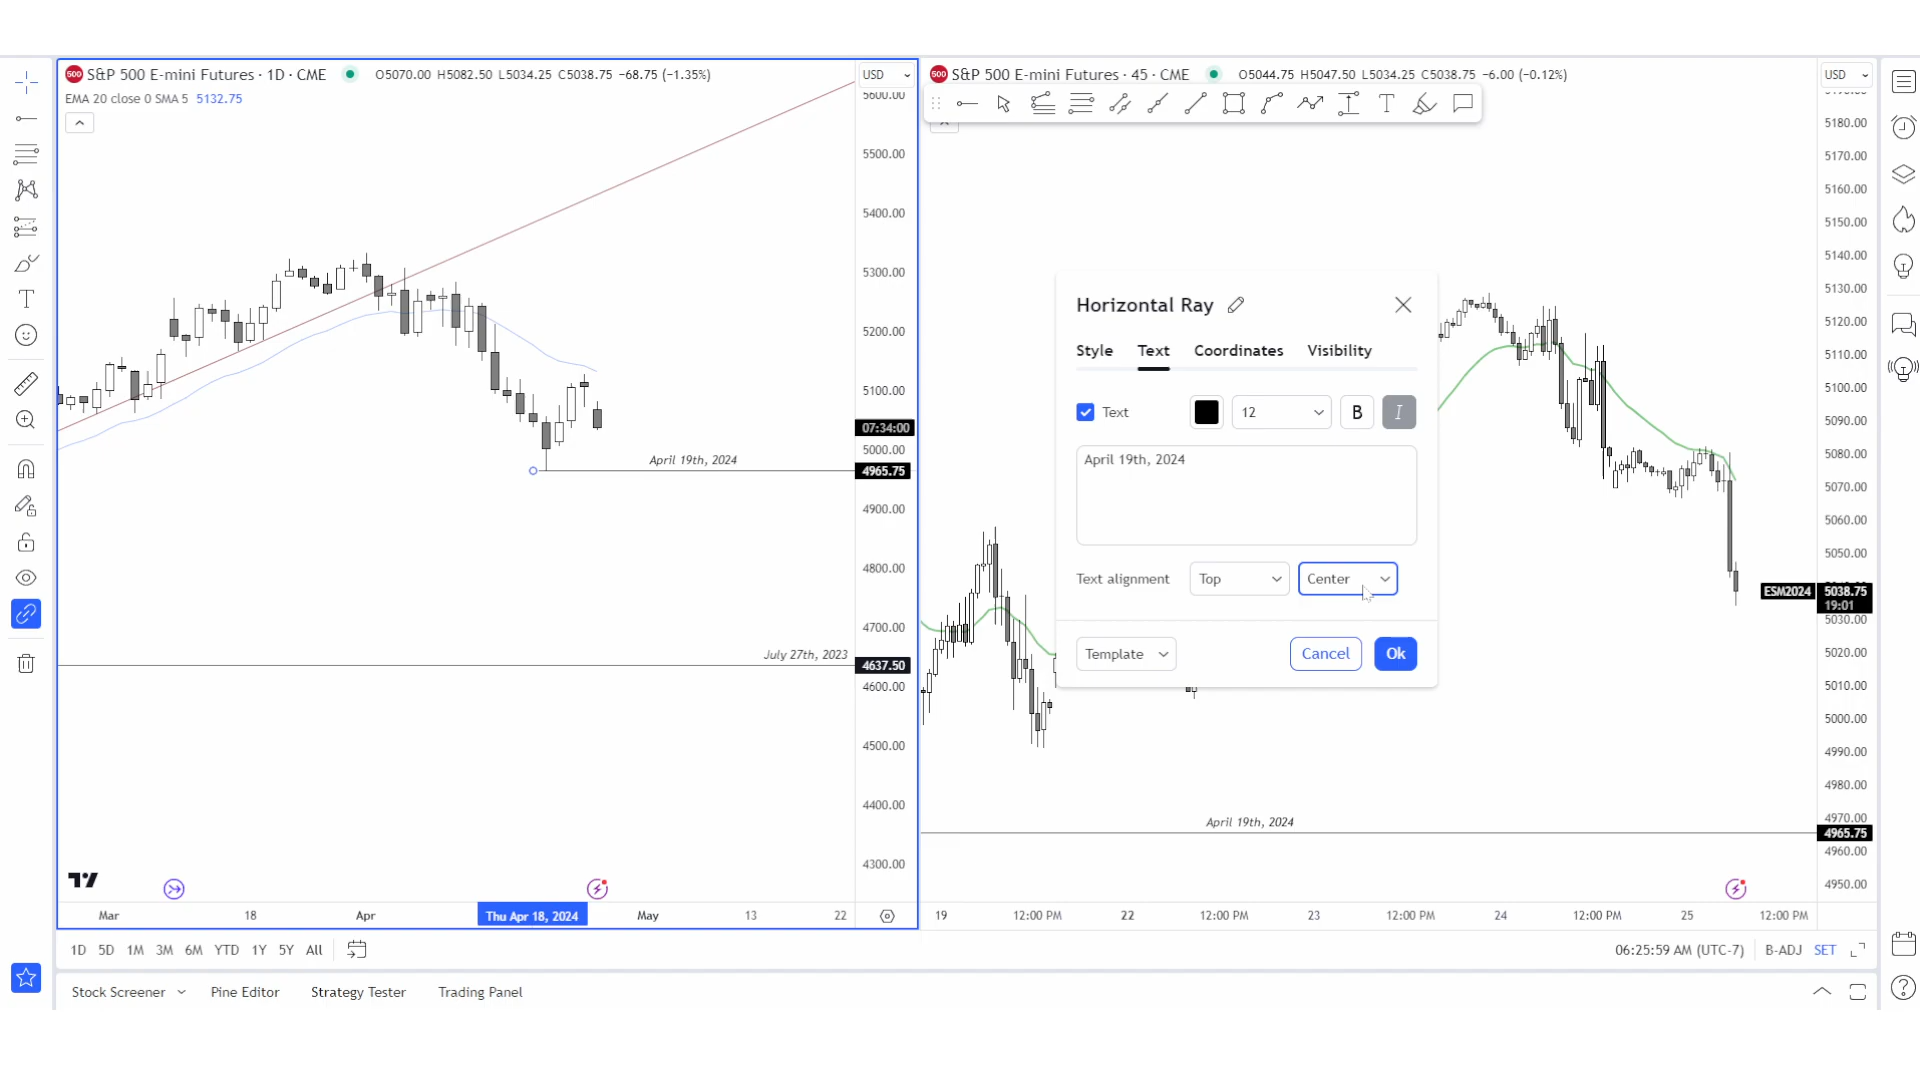 500 S&P 500 E-mini Futures · 1D · CME O5070.00 H5082.50 L5034.25 C5038.75 −68.75 (−1.35%)
USD
EMA 20 close 0 SMA 5 5132.75
5500.00
5400.00
5300.00
5200.00
5100.00
07:34:00
5000.00
April 19th, 2024
4965.75
4900.00
4800.00
4700.00
July 27th, 2023
4637.50
4600.00
4500.00
4400.00
4300.00
Mar 18 Apr Thu Apr 18, 2024 May 13 22
500 S&P 500 E-mini Futures · 45 · CME O5044.75 H5047.50 L5034.25 C5038.75 −6.00 (−0.12%)
USD
5180.00
5170.00
5160.00
5150.00
5140.00
5130.00
5120.00
5110.00
5100.00
5090.00
5080.00
5070.00
5060.00
5050.00
ESM2024 5038.75
19:01
5030.00
5020.00
5010.00
5000.00
4990.00
4980.00
4970.00
April 19th, 2024
4965.75
4960.00
4950.00
19 12:00 PM 22 12:00 PM 23 12:00 PM 24 12:00 PM 25 12:00 PM
Horizontal Ray
Style Text Coordinates Visibility
Text 12 B I
April 19th, 2024
Text alignment Top Center
Template Cancel Ok
1D 5D 1M 3M 6M YTD 1Y 5Y All
06:25:59 AM (UTC-7) B-ADJ SET
Stock Screener Pine Editor Strategy Tester Trading Panel